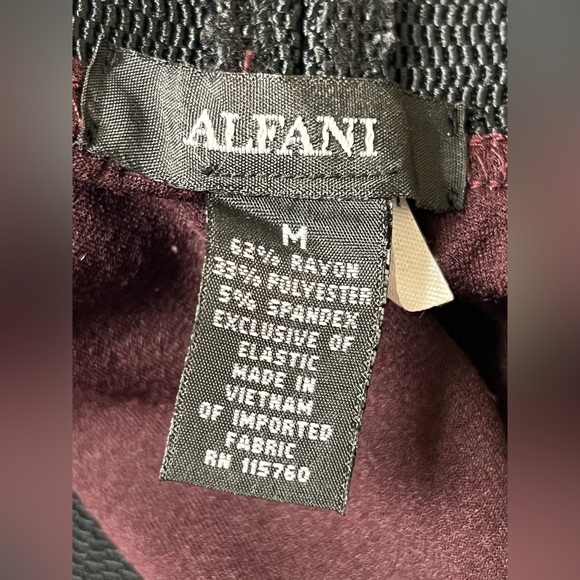 ALFANI
M
62% RAYON
33% POLYESTER
5% SPANDEX
EXCLUSIVE OF
ELASTIC
MADE IN
VIETNAM
OF IMPORTED
FABRIC
RN 115760